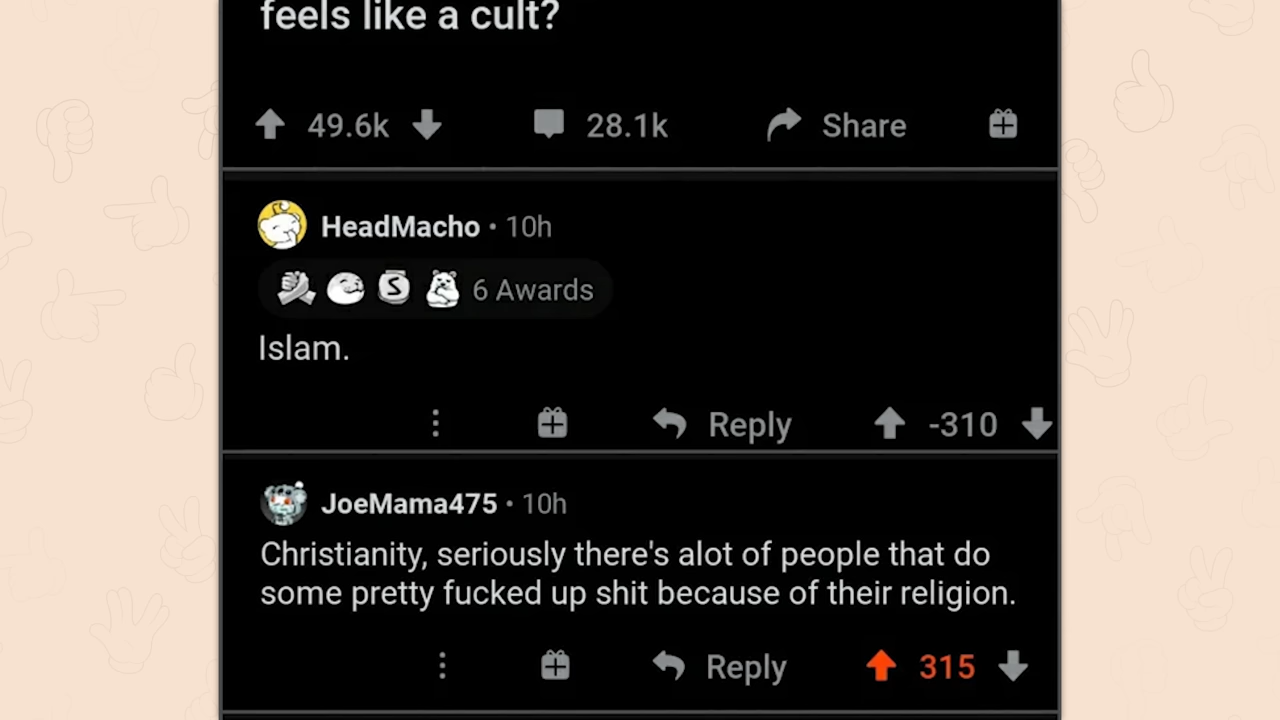 feels like a cult?
49.6k 28.1k Share
HeadMacho • 10h
6 Awards
Islam.
Reply -310
JoeMama475 • 10h
Christianity, seriously there's alot of people that do
some pretty fucked up shit because of their religion.
Reply 315